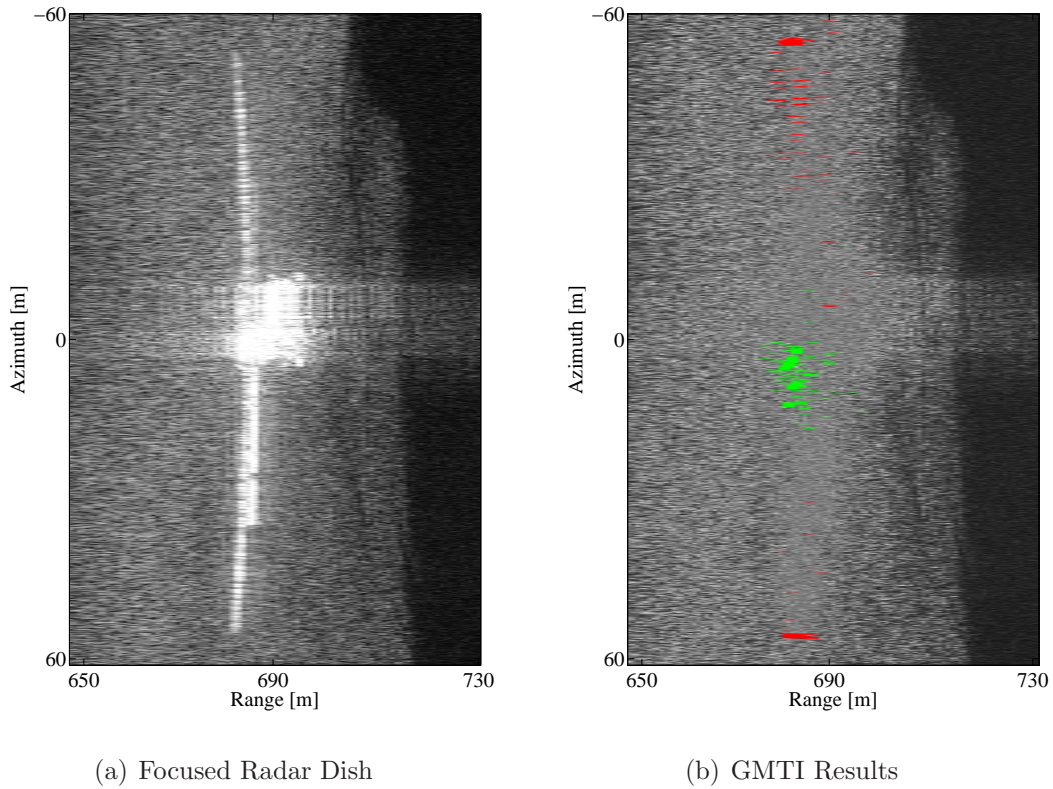 −60
0
60
Azimuth [m]
650
690
730
Range [m]
(a) Focused Radar Dish
−60
0
60
Azimuth [m]
650
690
730
Range [m]
(b) GMTI Results